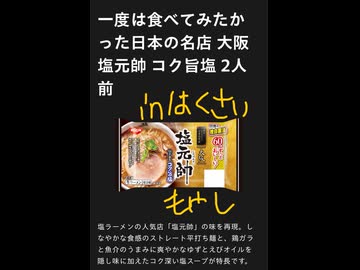 一度は食べてみたか
った日本の名店 大阪
塩元帥 コク旨塩 2人
前
inはくさい
塩元帥
もやし
塩ラーメンの人気店「塩元帥」の味を再現。し
なやかな食感のストレート平打ち麺と、鶏ガラ
と魚介のうまみに爽やかなゆずとえびオイルを
隠し味に加えたコク深い塩スープが特長です。